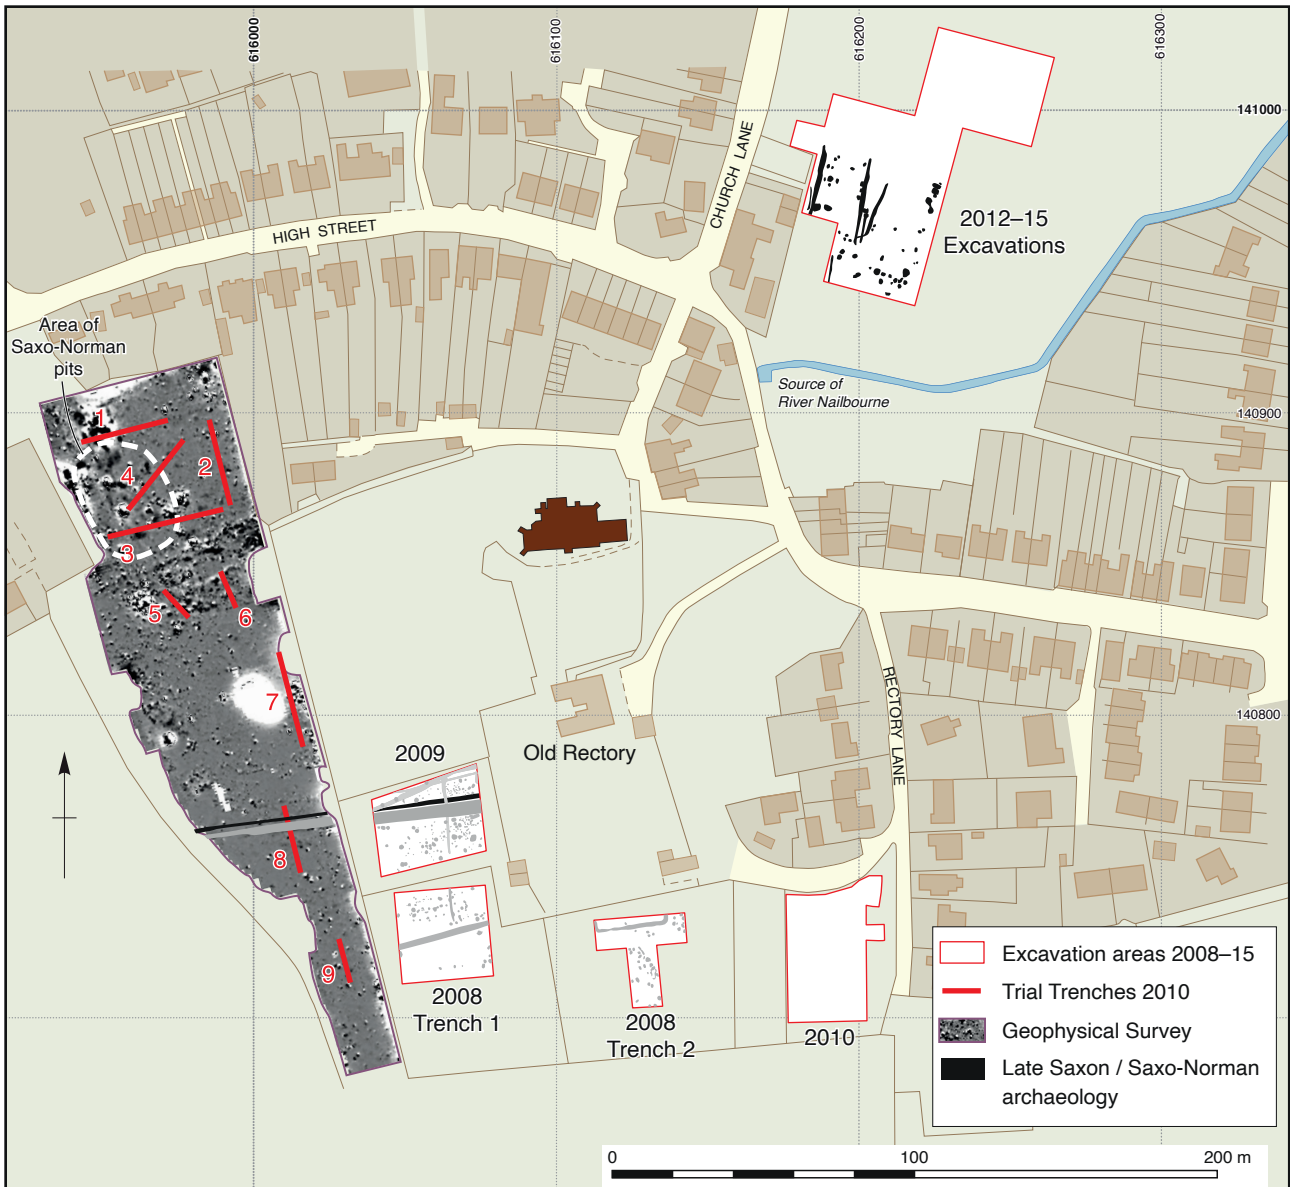 616000
616100
616200
616300
141000
CHURCH LANE
HIGH STREET
2012–15
Excavations
Area of
Saxo-Norman
pits
Source of
River Nailbourne
140900
1
4
2
3
5
6
7
RECTORY LANE
140800
2009
Old Rectory
8
9
2008
Trench 1
2008
Trench 2
2010
Excavation areas 2008–15
Trial Trenches 2010
Geophysical Survey
Late Saxon / Saxo-Norman
archaeology
0
100
200 m